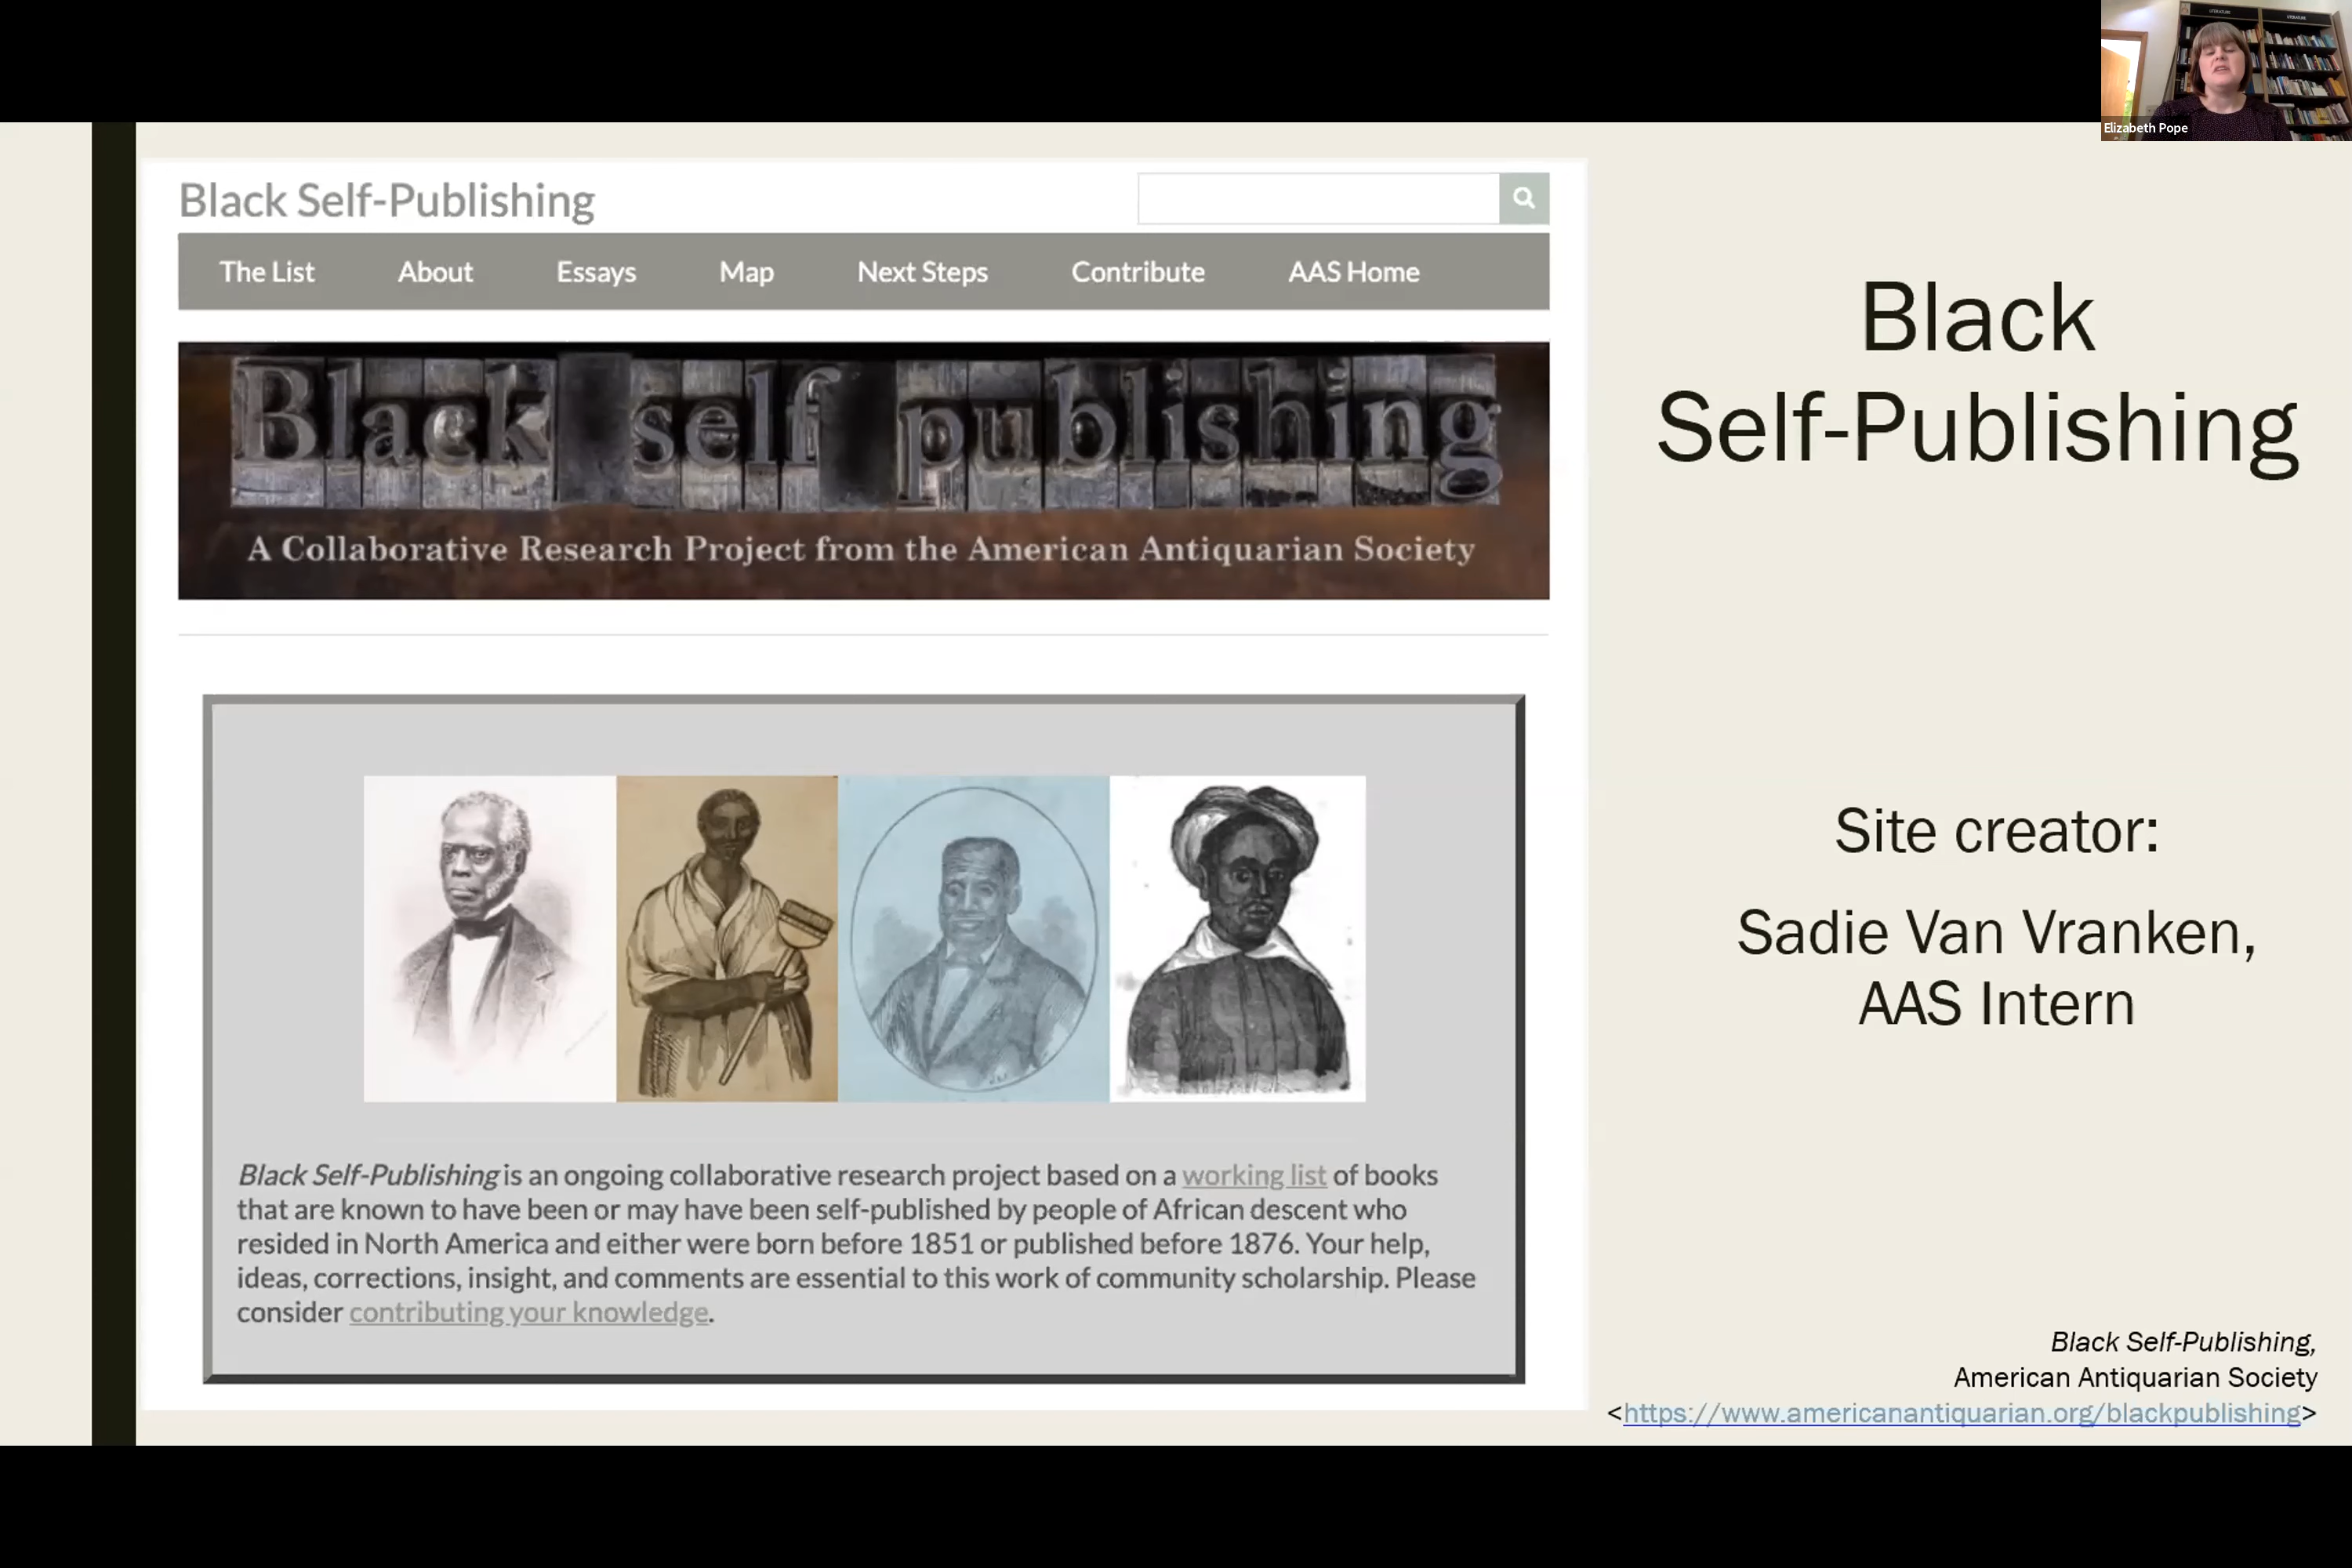 LITERATURE
LITERATURE
Elizabeth Pope
Black Self-Publishing
The List
About
Essays
Map
Next Steps
Contribute
AAS Home
Black self publishing
A Collaborative Research Project from the American Antiquarian Society
Black Self-Publishing is an ongoing collaborative research project based on a working list of books
that are known to have been or may have been self-published by people of African descent who
resided in North America and either were born before 1851 or published before 1876. Your help,
ideas, corrections, insight, and comments are essential to this work of community scholarship. Please
consider contributing your knowledge.
Black
Self-Publishing
Site creator:
Sadie Van Vranken,
AAS Intern
Black Self-Publishing,
American Antiquarian Society
<https://www.americanantiquarian.org/blackpublishing>